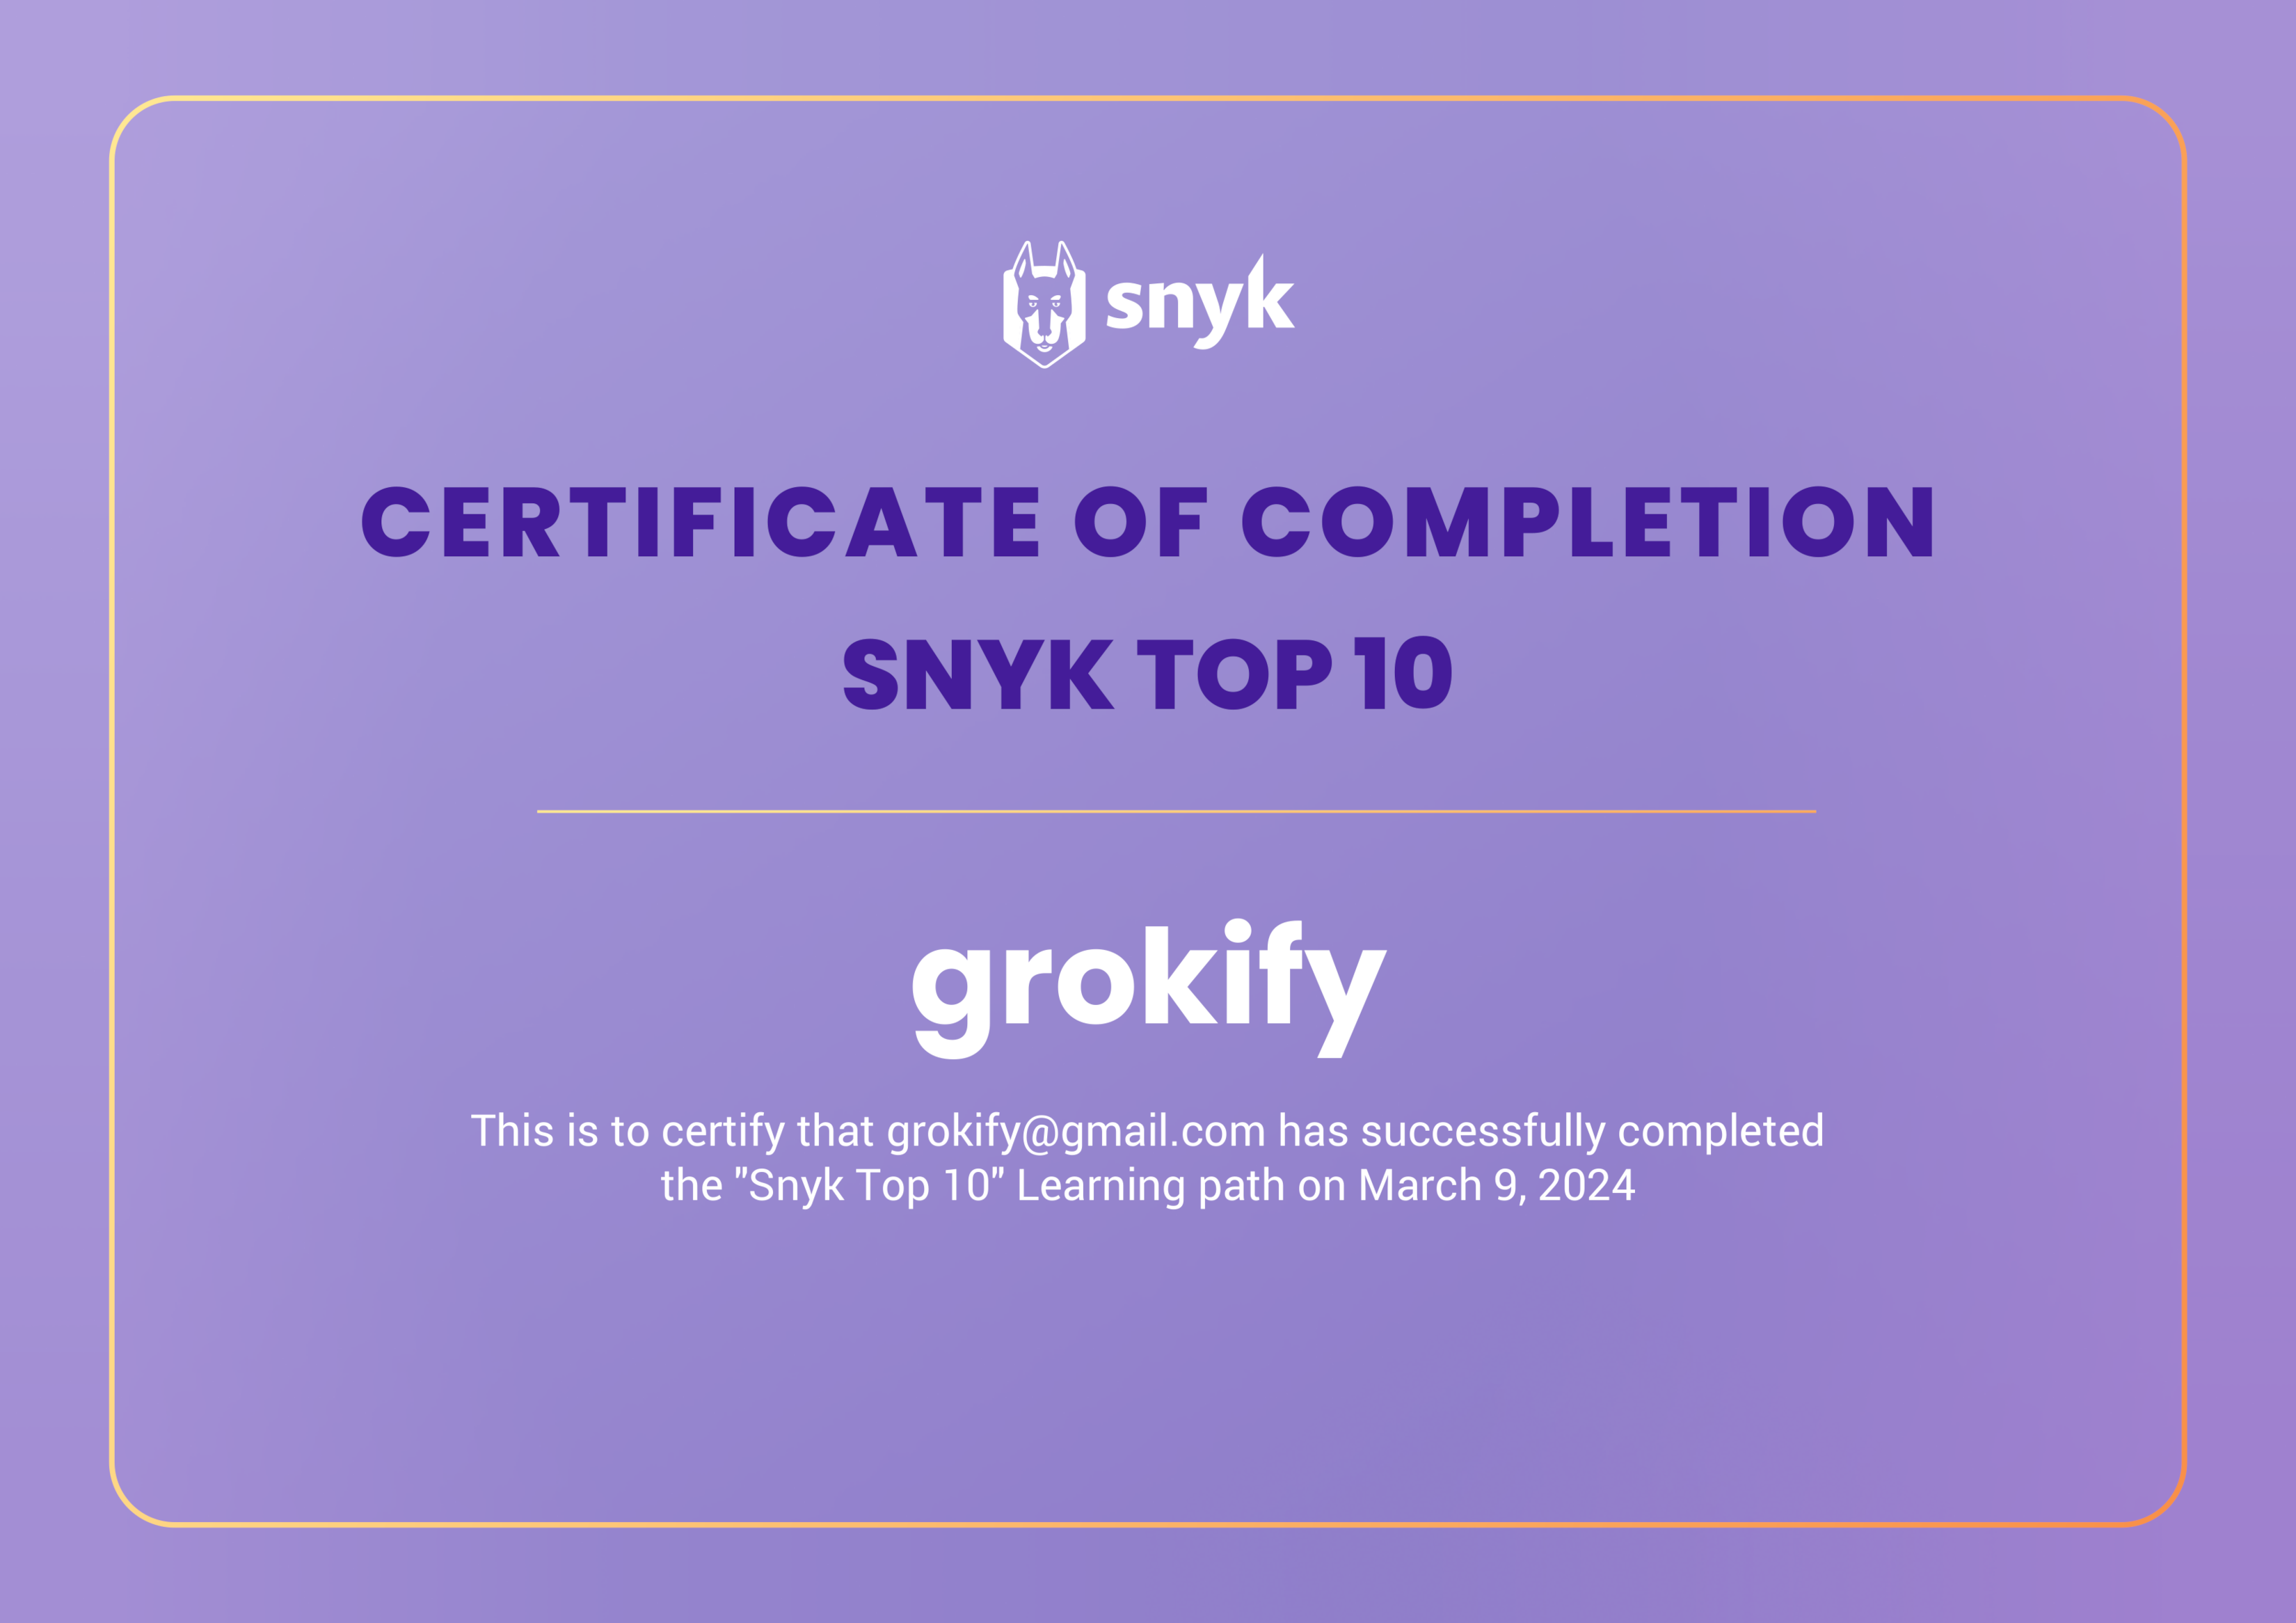 snyk
CERTIFICATE OF COMPLETION
SNYK TOP 10
grokify
This is to certify that grokify@gmail.com has successfully completed
the "Snyk Top 10" Learning path on March 9, 2024